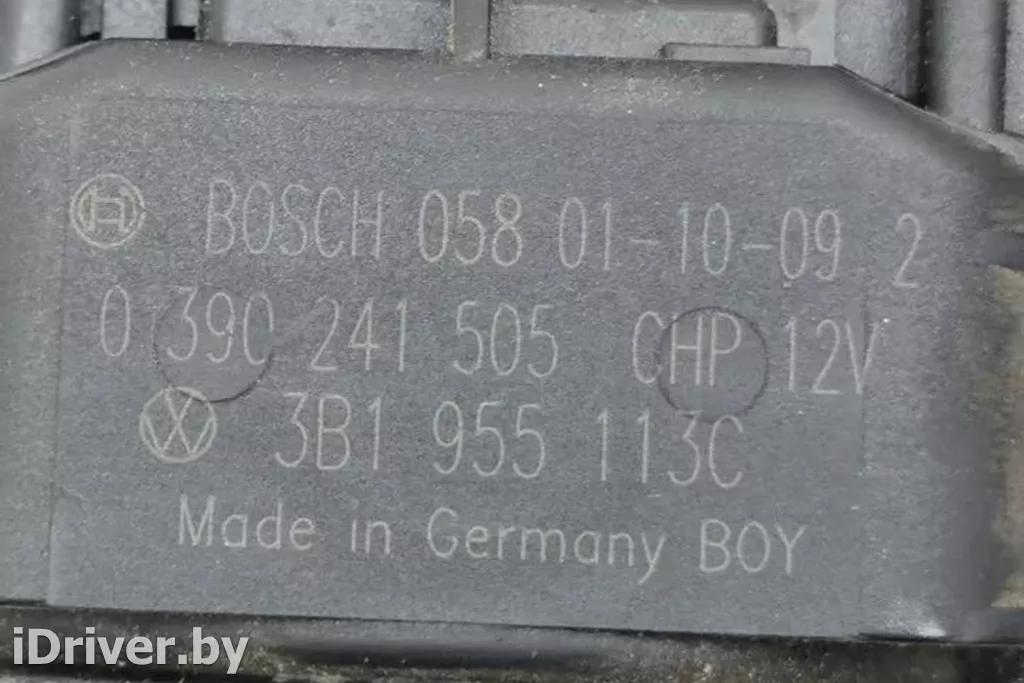 BOSCH 058 01-10-09 2
0 390 241 505 CHP 12V
3B1 955 113C
Made in Germany BOY
iDriver.by